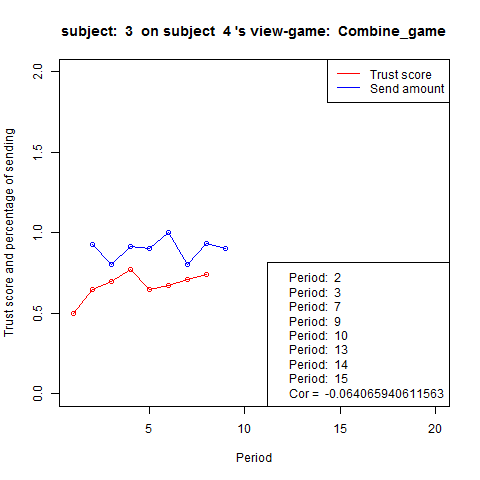 subject:  3  on subject  4 's view-game:  Combine_game
Trust score and percentage of sending
2.0
1.5
1.0
0.5
0.0
Trust score
Send amount
Period:  2
Period:  3
Period:  7
Period:  9
Period:  10
Period:  13
Period:  14
Period:  15
Cor =  -0.064065940611563
5
10
15
20
Period